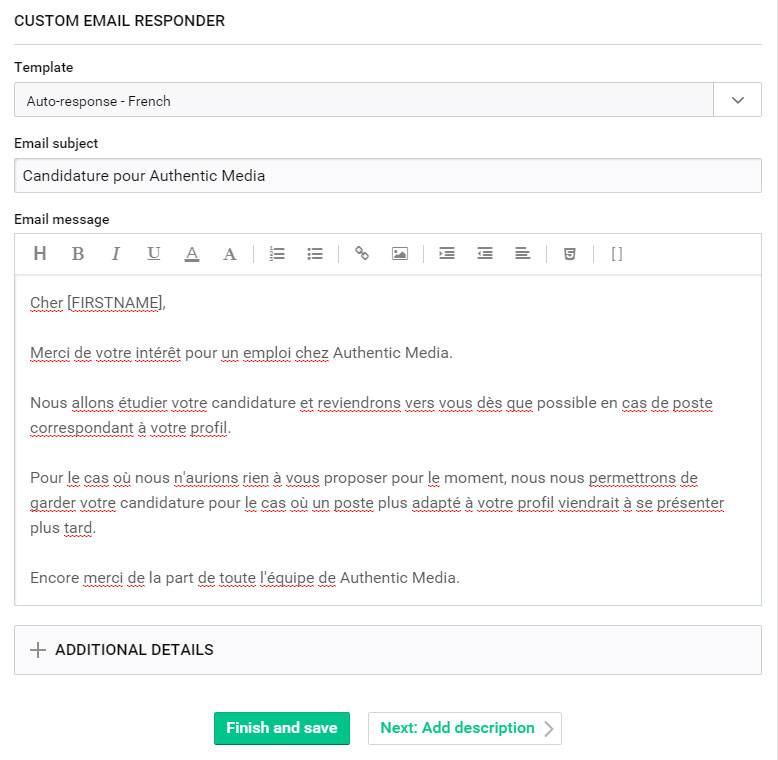 CUSTOM EMAIL RESPONDER
Template
Auto-response - French
Email subject
Candidature pour Authentic Media
Email message
H B I U A A [ ]
Cher [FIRSTNAME],
Merci de votre intérêt pour un emploi chez Authentic Media.
Nous allons étudier votre candidature et reviendrons vers vous dès que possible en cas de poste
correspondant à votre profil.
Pour le cas où nous n'aurions rien à vous proposer pour le moment, nous nous permettrons de
garder votre candidature pour le cas où un poste plus adapté à votre profil viendrait à se présenter
plus tard.
Encore merci de la part de toute l'équipe de Authentic Media.
ADDITIONAL DETAILS
Finish and save
Next: Add description